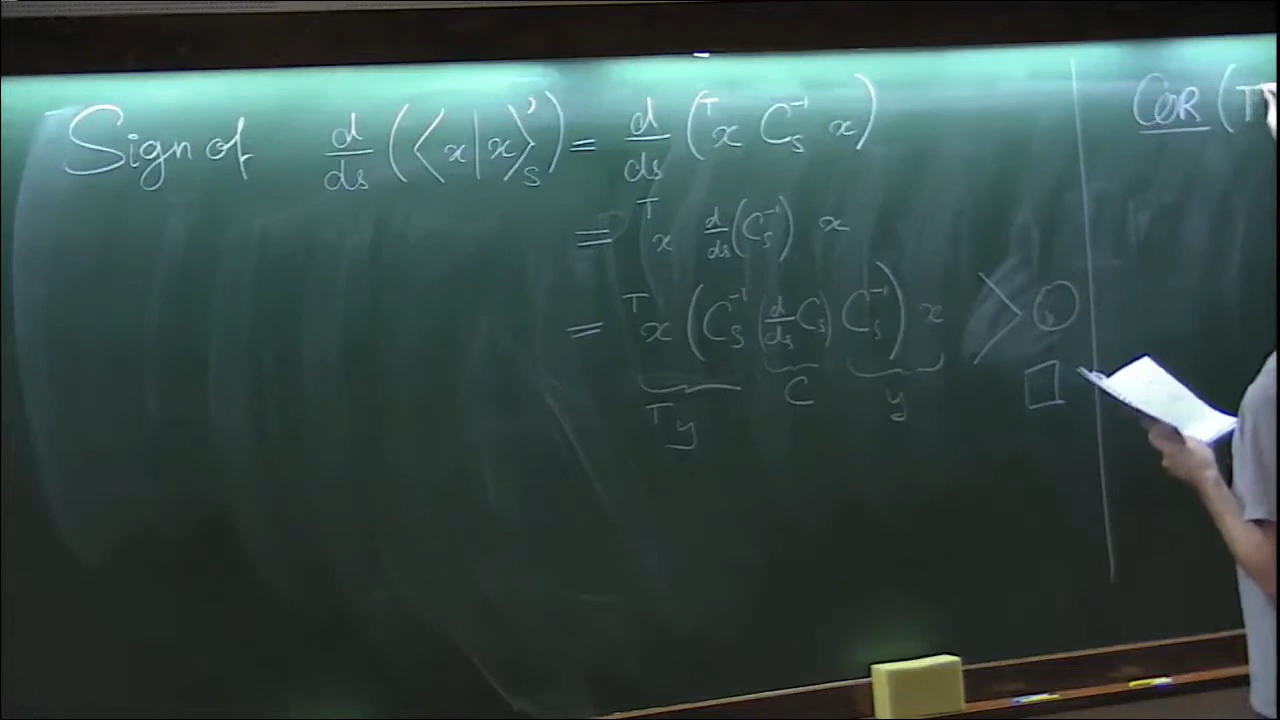 Sign of d/ds (⟨x|x⟩'_s) = d/ds (ᵀx C_s⁻¹ x)
= ᵀx d/ds (C_s⁻¹) x
= ᵀx (C_s⁻¹ (d/ds C_s) C_s⁻¹) x > 0
ᵀy C y □
COR (T